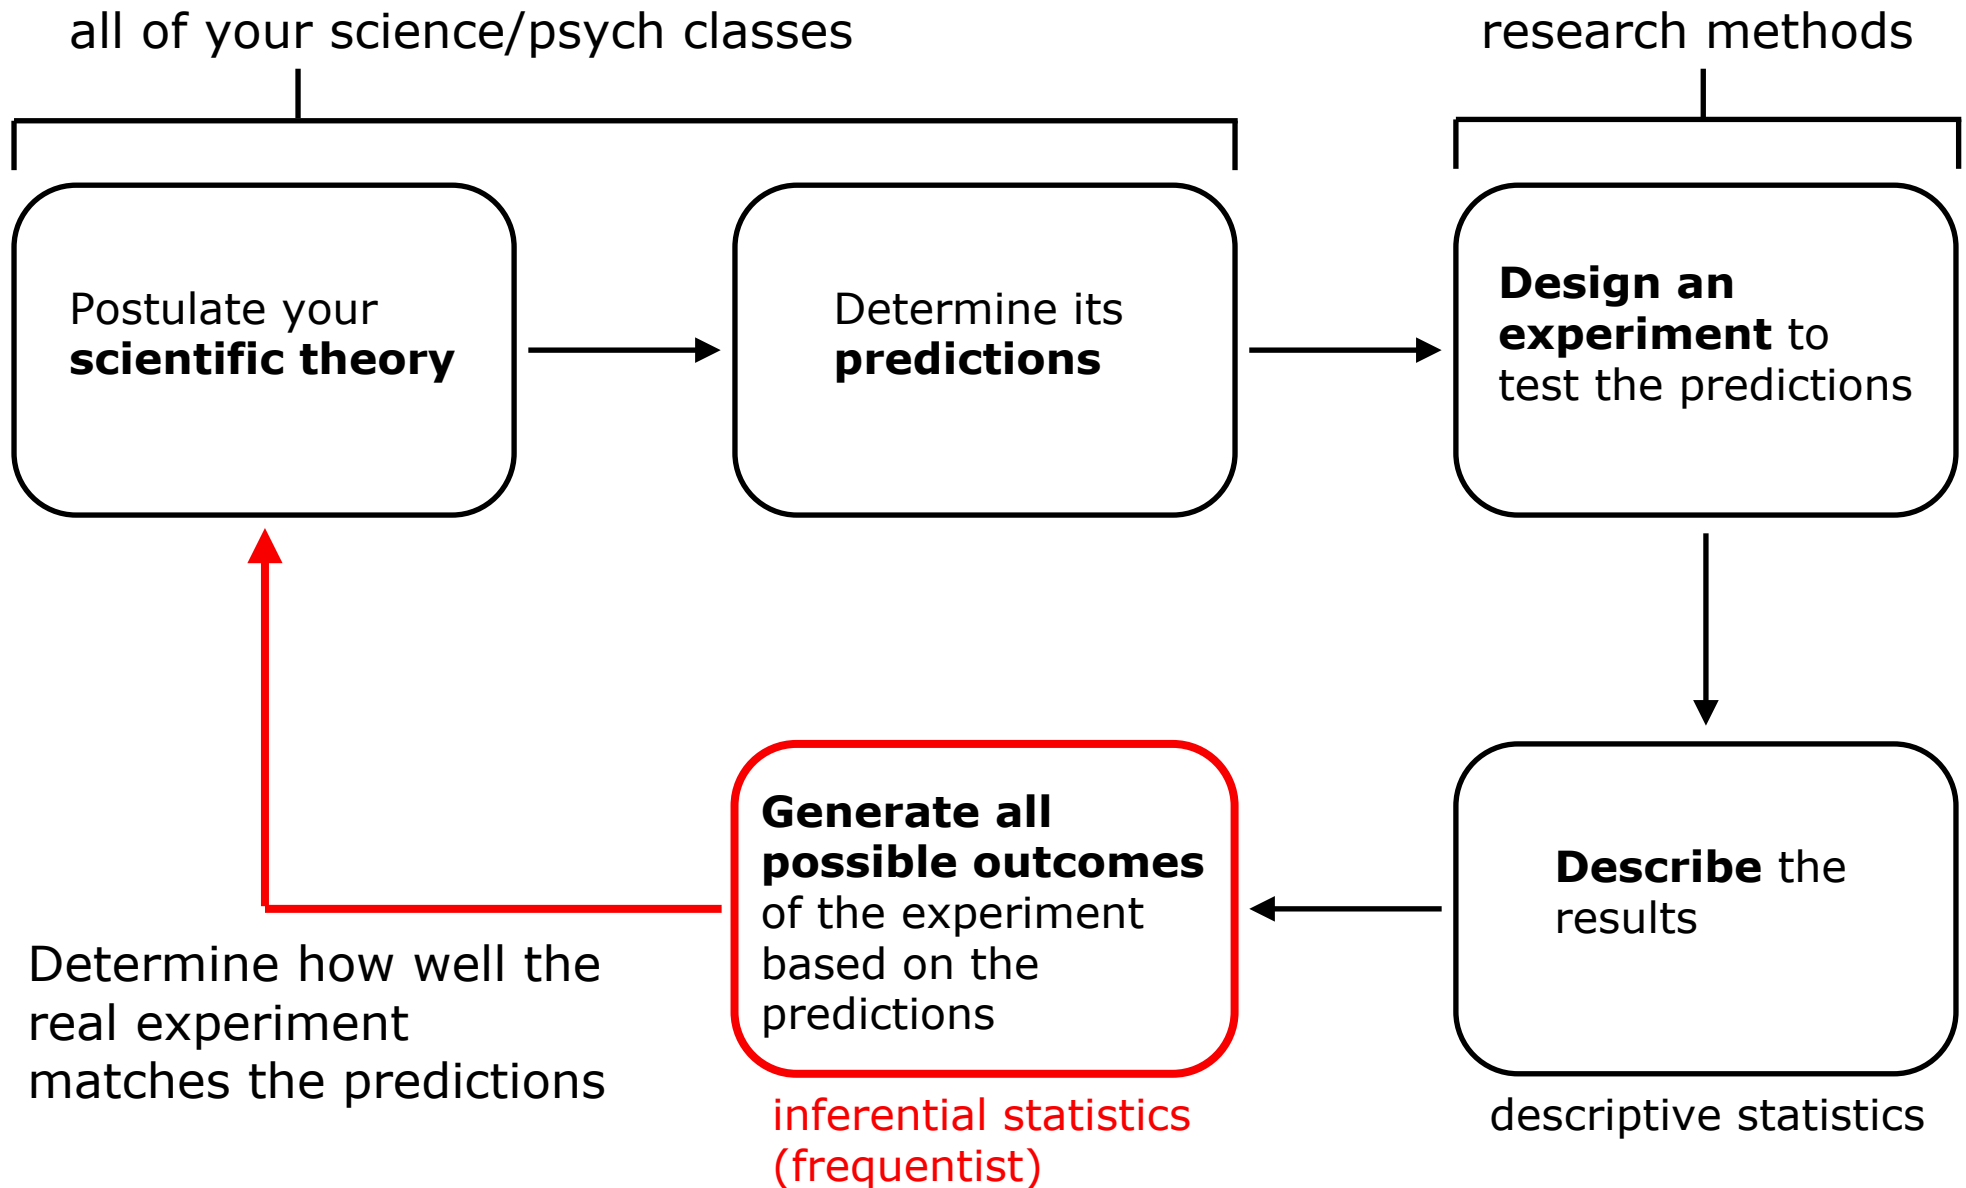 all of your science/psych classes
research methods
Postulate your
scientific theory
Determine its
predictions
Design an
experiment to
test the predictions
Generate all
possible outcomes
of the experiment
based on the
predictions
Describe the
results
Determine how well the
real experiment
matches the predictions
inferential statistics
(frequentist)
descriptive statistics